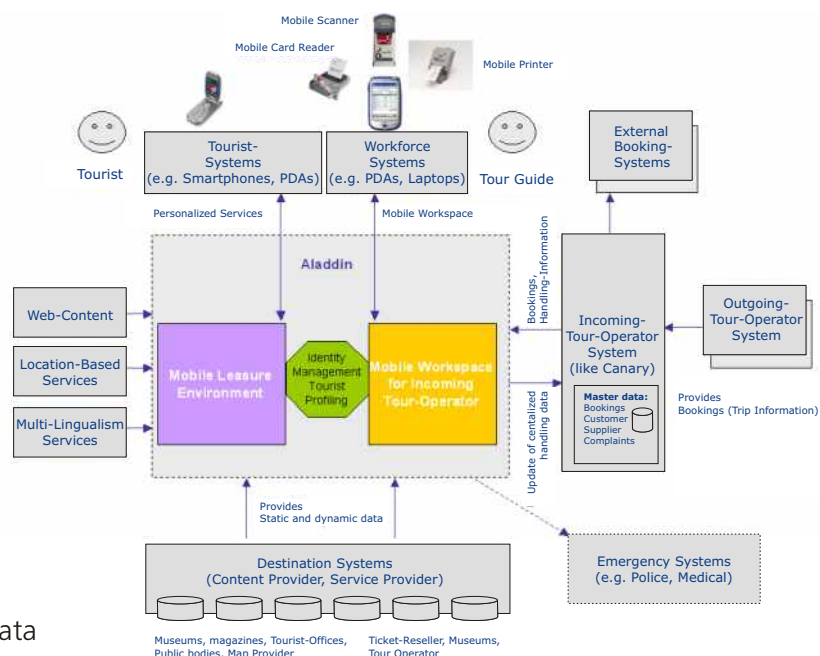 Mobile Scanner
Mobile Card Reader
Mobile Printer
Tourist
Tourist-
Systems
(e.g. Smartphones, PDAs)
Workforce
Systems
(e.g. PDAs, Laptops)
Tour Guide
External
Booking-
Systems
Personalized Services
Mobile Workspace
Aladdin
Bookings,
Handling-Information
Web-Content
Location-Based
Services
Multi-Lingualism
Services
Mobile Leasure
Environment
Identity
Management
Tourist
Profiling
Mobile Workspace
for Incoming
Tour-Operator
Incoming-
Tour-Operator
System
(like Canary)
Master data:
Bookings
Customer
Supplier
Complaints
Outgoing-
Tour-Operator
System
Provides
Bookings (Trip Information)
Update of centalized
handling data
Provides
Static and dynamic data
Destination Systems
(Content Provider, Service Provider)
Emergency Systems
(e.g. Police, Medical)
ata
Museums, magazines, Tourist-Offices,
Public bodies, Map Provider
Ticket-Reseller, Museums,
Tour Operator